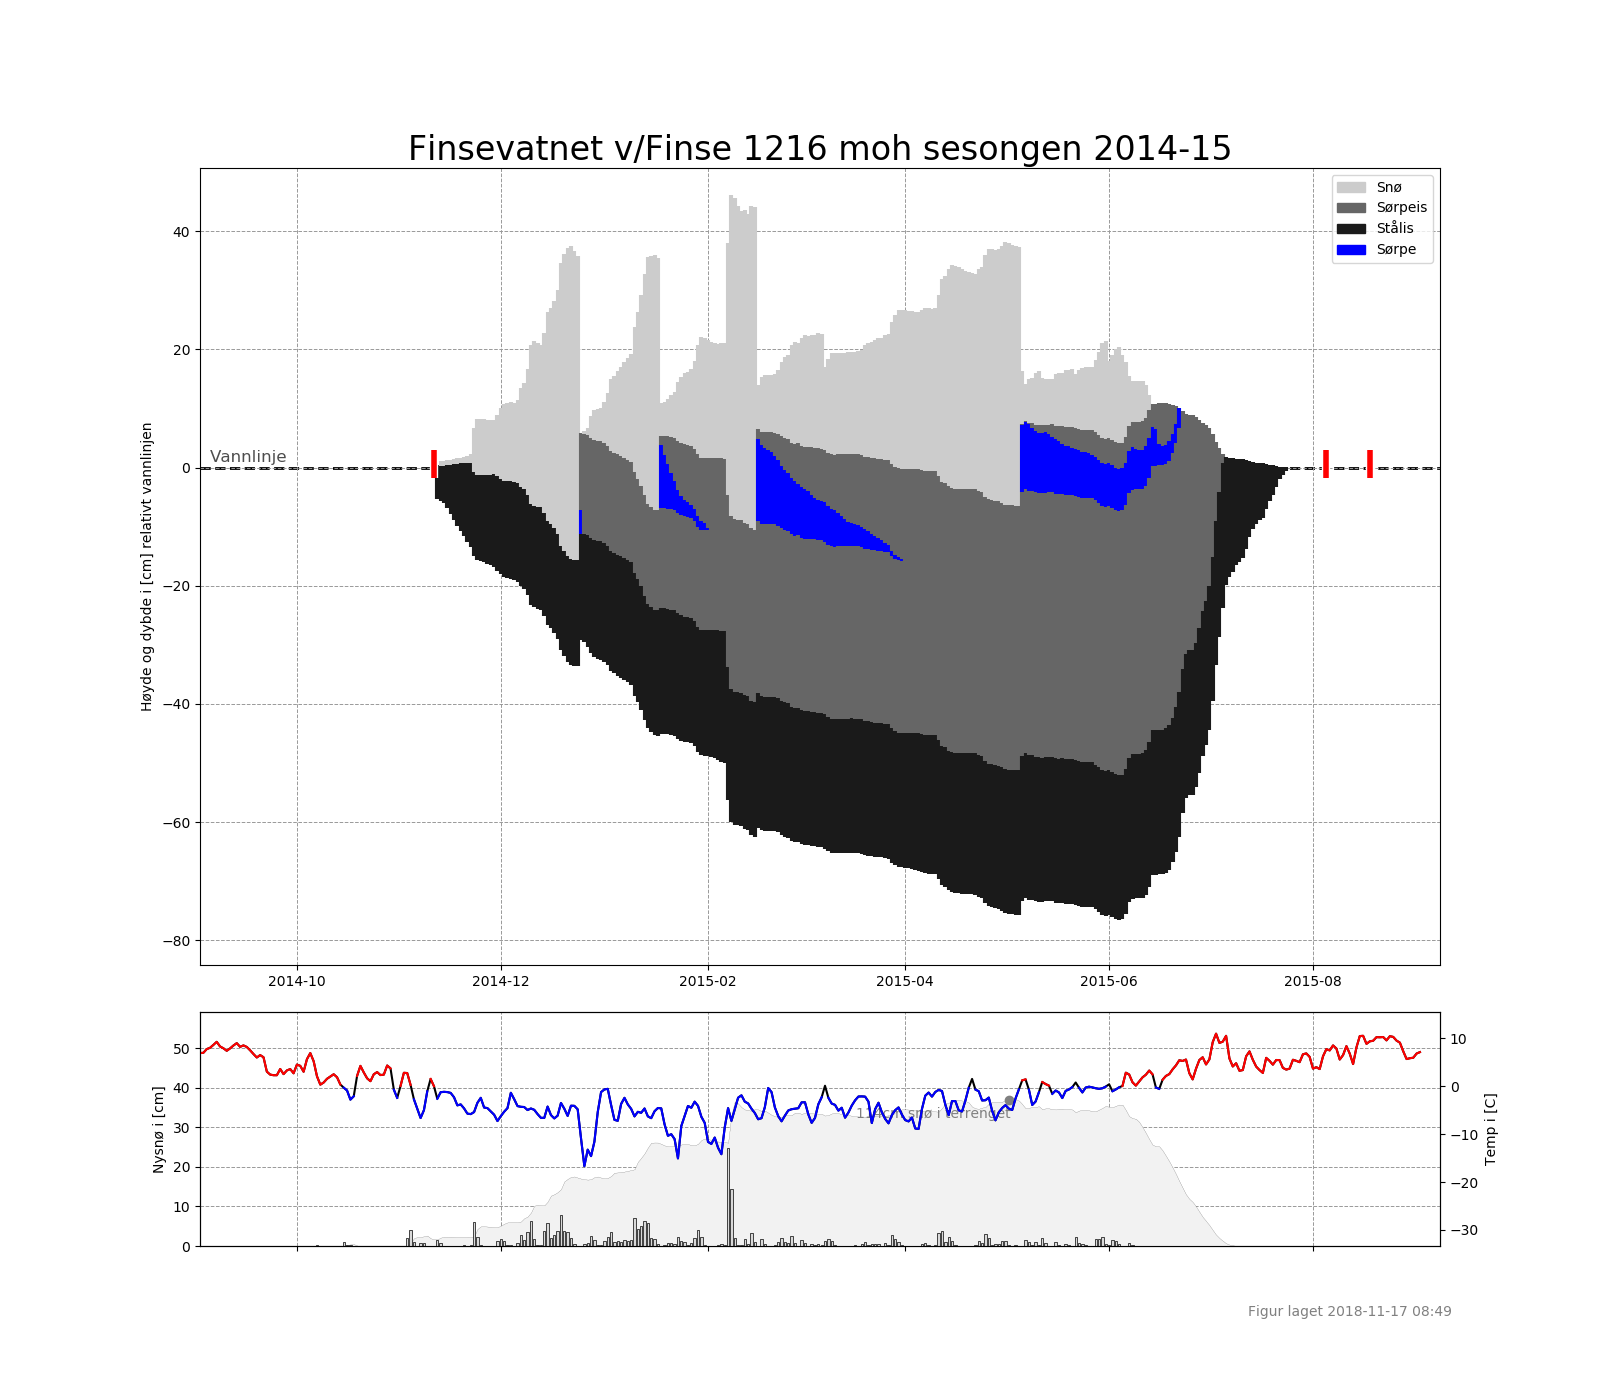 Finsevatnet v/Finse 1216 moh sesongen 2014-15
Snø
Sørpeis
Stålis
Sørpe
Høyde og dybde i [cm] relativt vannlinjen
40
20
0
−20
−40
−60
−80
Vannlinje
2014-10
2014-12
2015-02
2015-04
2015-06
2015-08
Nysnø i [cm]
50
40
30
20
10
0
114cm snø i terrenget
10
0
−10
−20
−30
Temp i [C]
Figur laget 2018-11-17 08:49